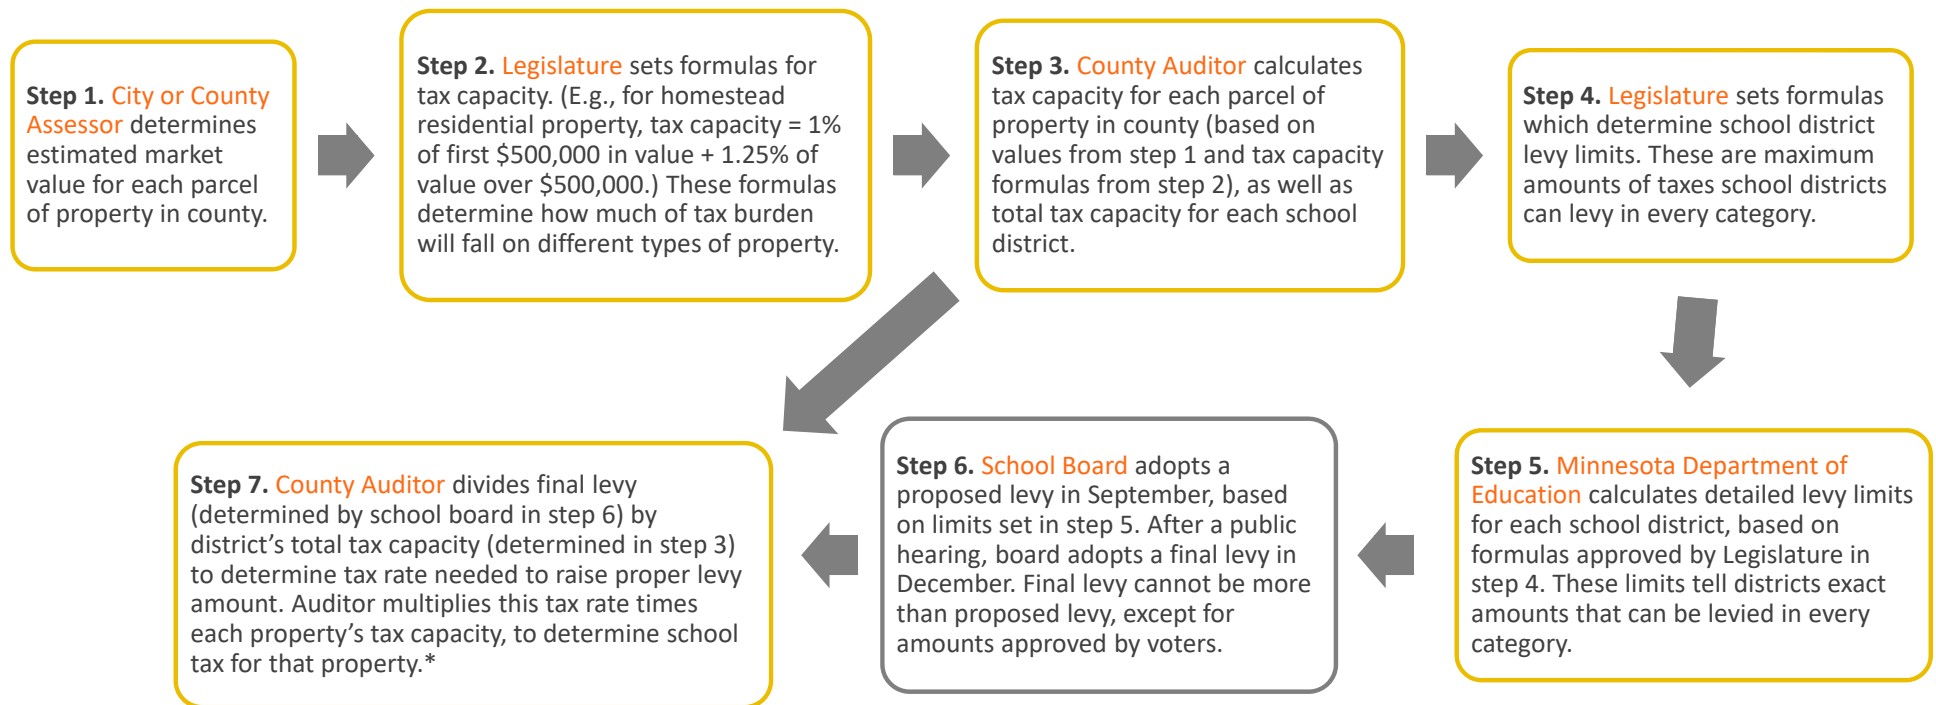 Step 1. City or County
Assessor determines
estimated market
value for each parcel
of property in county.
Step 2. Legislature sets formulas for
tax capacity. (E.g., for homestead
residential property, tax capacity = 1%
of first $500,000 in value + 1.25% of
value over $500,000.) These formulas
determine how much of tax burden
will fall on different types of property.
Step 3. County Auditor calculates
tax capacity for each parcel of
property in county (based on
values from step 1 and tax capacity
formulas from step 2), as well as
total tax capacity for each school
district.
Step 4. Legislature sets formulas
which determine school district
levy limits. These are maximum
amounts of taxes school districts
can levy in every category.
Step 5. Minnesota Department of
Education calculates detailed levy limits
for each school district, based on
formulas approved by Legislature in
step 4. These limits tell districts exact
amounts that can be levied in every
category.
Step 6. School Board adopts a
proposed levy in September, based
on limits set in step 5. After a public
hearing, board adopts a final levy in
December. Final levy cannot be more
than proposed levy, except for
amounts approved by voters.
Step 7. County Auditor divides final levy
(determined by school board in step 6) by
district’s total tax capacity (determined in step 3)
to determine tax rate needed to raise proper levy
amount. Auditor multiplies this tax rate times
each property’s tax capacity, to determine school
tax for that property.*